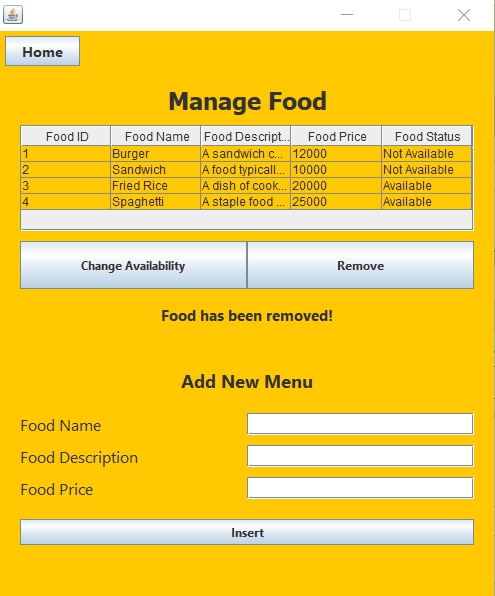 Home
Manage Food
Food ID Food Name Food Descript... Food Price Food Status
1 Burger A sandwich c... 12000 Not Available
2 Sandwich A food typicall... 10000 Not Available
3 Fried Rice A dish of cook... 20000 Available
4 Spaghetti A staple food ... 25000 Available
Change Availability Remove
Food has been removed!
Add New Menu
Food Name
Food Description
Food Price
Insert